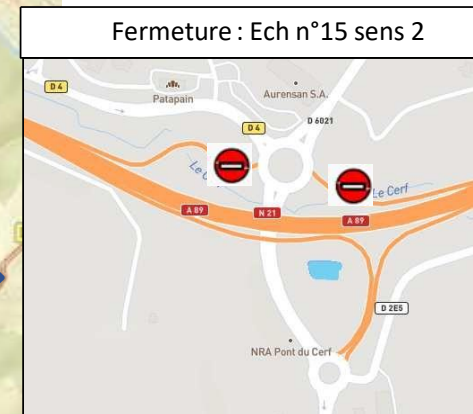 Fermeture : Ech n°15 sens 2
D 4
Patapain
Aurensan S.A.
D 6021
D 4
Le Cerf
A 89
N 21
A 89
D 2E5
NRA Pont du Cerf